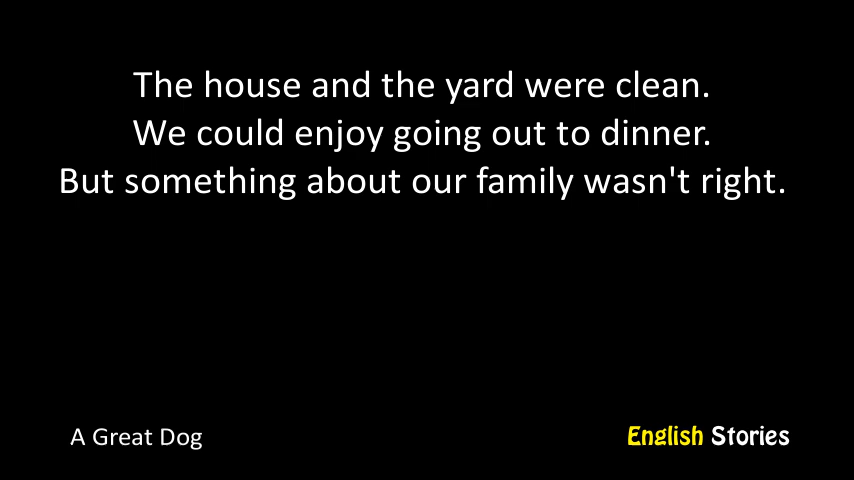 The house and the yard were clean.
We could enjoy going out to dinner.
But something about our family wasn't right.
A Great Dog
English Stories